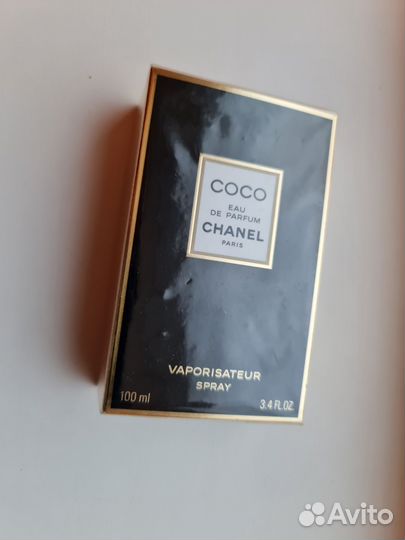 COCO
EAU
DE PARFUM
CHANEL
PARIS
VAPORISATEUR
SPRAY
100 ml
3.4 FL.OZ.
Avito